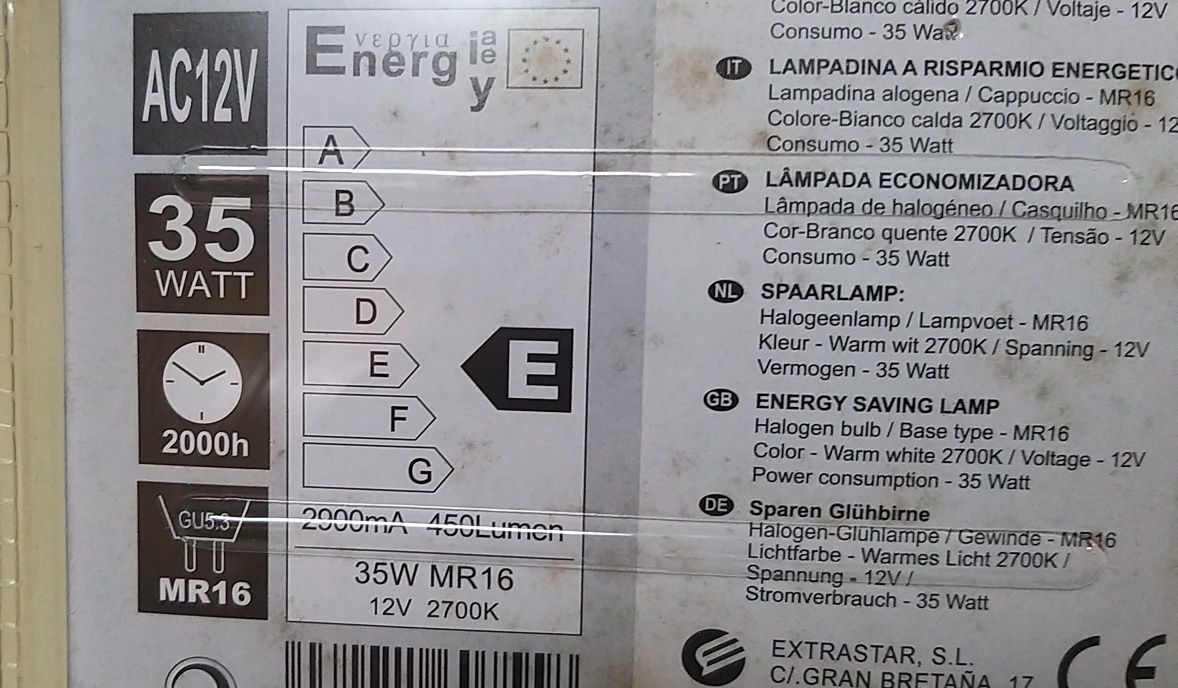 AC12V
35
WATT
2000h
GU5.3
MR16
Eνεργια ia
Energ ie
y
A
B
C
D
E
F
G
E
2900mA 450Lumen
35W MR16
12V 2700K
Color-Blanco cálido 2700K / Voltaje - 12V
Consumo - 35 Wa
IT LAMPADINA A RISPARMIO ENERGETICO
Lampadina alogena / Cappuccio - MR16
Colore-Bianco calda 2700K / Voltaggio - 12
Consumo - 35 Watt
PT LÂMPADA ECONOMIZADORA
Lâmpada de halogéneo / Casquilho - MR16
Cor-Branco quente 2700K / Tensão - 12V
Consumo - 35 Watt
NL SPAARLAMP:
Halogeenlamp / Lampvoet - MR16
Kleur - Warm wit 2700K / Spanning - 12V
Vermogen - 35 Watt
GB ENERGY SAVING LAMP
Halogen bulb / Base type - MR16
Color - Warm white 2700K / Voltage - 12V
Power consumption - 35 Watt
DE Sparen Glühbirne
Halogen-Glühlampe / Gewinde - MR16
Lichtfarbe - Warmes Licht 2700K /
Spannung - 12V /
Stromverbrauch - 35 Watt
EXTRASTAR, S.L.
C/.GRAN BRETAÑA, 17
CE